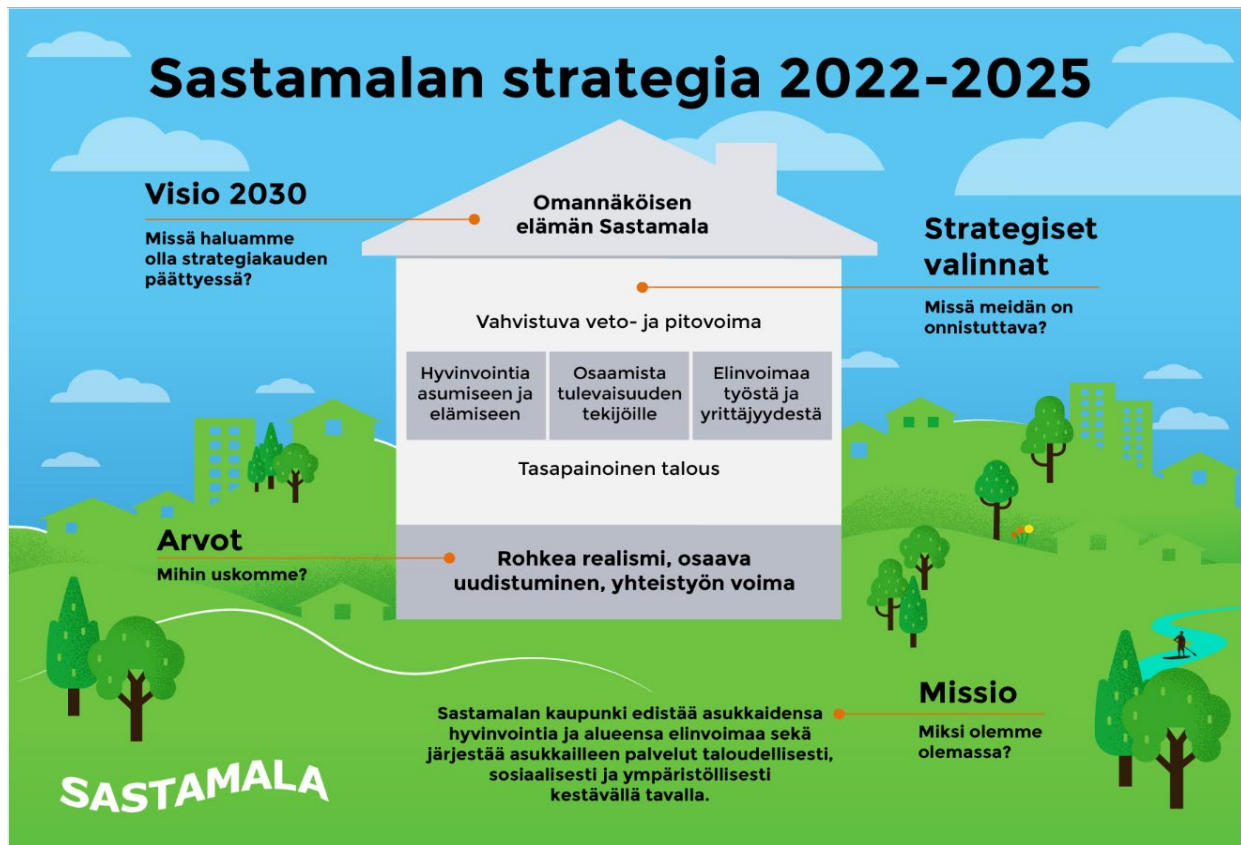 Sastamalan strategia 2022-2025
Visio 2030
Missä haluamme
olla strategiakauden
päättyessä?
Omannäköisen
elämän Sastamala
Strategiset
valinnat
Missä meidän on
onnistuttava?
Vahvistuva veto- ja pitovoima
Hyvinvointia
asumiseen ja
elämiseen
Osaamista
tulevaisuuden
tekijöille
Elinvoimaa
työstä ja
yrittäjyydestä
Tasapainoinen talous
Arvot
Mihin uskomme?
Rohkea realismi, osaava
uudistuminen, yhteistyön voima
Missio
Miksi olemme
olemassa?
Sastamalan kaupunki edistää asukkaidensa
hyvinvointia ja alueensa elinvoimaa sekä
järjestää asukkailleen palvelut taloudellisesti,
sosiaalisesti ja ympäristöllisesti
kestävällä tavalla.
SASTAMALA